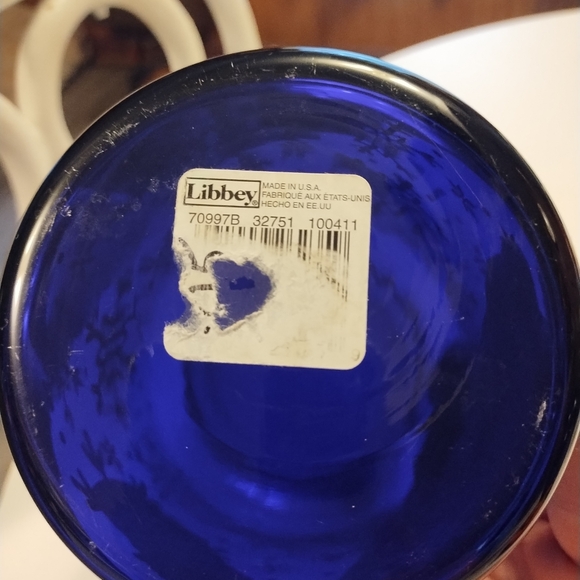 Libbey®
MADE IN U.S.A.
FABRIQUÉ AUX ÉTATS-UNIS
HECHO EN EE.UU
70997B 32751 100411